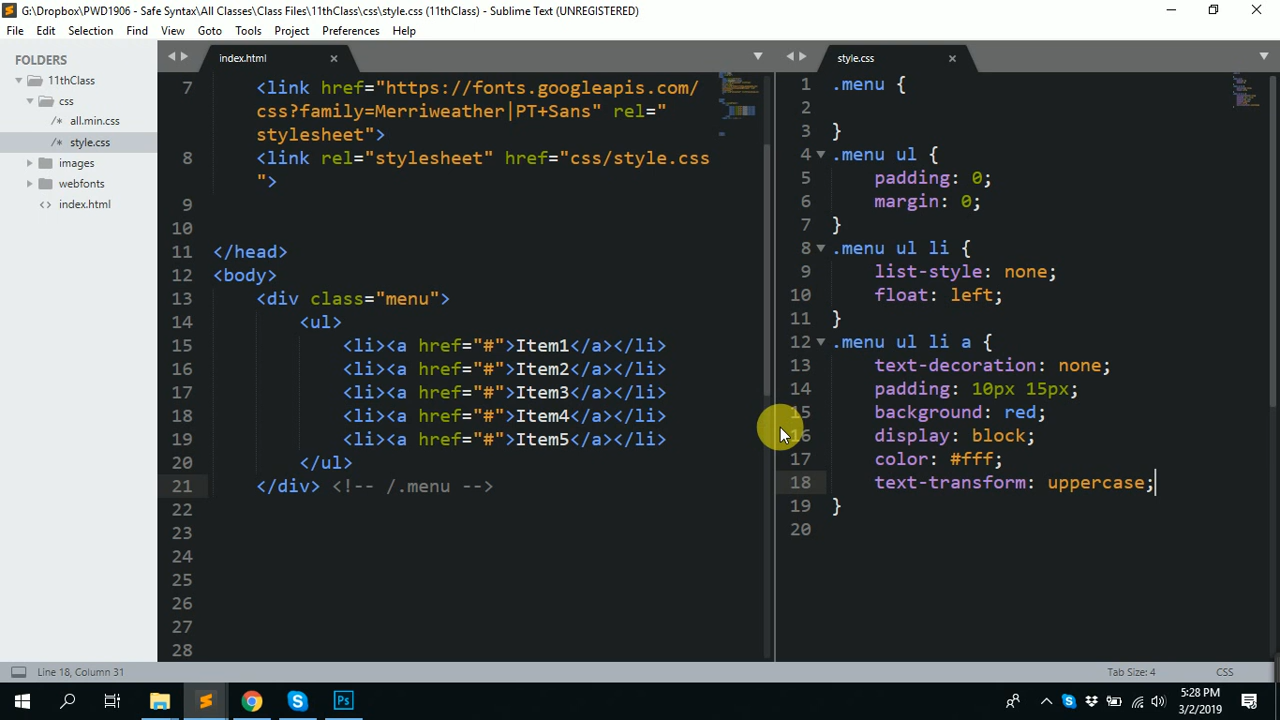 G:\Dropbox\PWD1906 - Safe Syntax\All Classes\Class Files\11thClass\css\style.css (11thClass) - Sublime Text (UNREGISTERED)
File Edit Selection Find View Goto Tools Project Preferences Help
FOLDERS
11thClass
css
/* all.min.css
/* style.css
images
webfonts
<> index.html
index.html
7 <link href="https://fonts.googleapis.com/
css?family=Merriweather|PT+Sans" rel="
stylesheet">
8 <link rel="stylesheet" href="css/style.css
">
9
10
11 </head>
12 <body>
13 <div class="menu">
14 <ul>
15 <li><a href="#">Item1</a></li>
16 <li><a href="#">Item2</a></li>
17 <li><a href="#">Item3</a></li>
18 <li><a href="#">Item4</a></li>
19 <li><a href="#">Item5</a></li>
20 </ul>
21 </div> <!-- /.menu -->
22
23
24
25
26
27
28
style.css
1 .menu {
2
3 }
4 .menu ul {
5 padding: 0;
6 margin: 0;
7 }
8 .menu ul li {
9 list-style: none;
10 float: left;
11 }
12 .menu ul li a {
13 text-decoration: none;
14 padding: 10px 15px;
15 background: red;
16 display: block;
17 color: #fff;
18 text-transform: uppercase;
19 }
20
Line 18, Column 31
Tab Size: 4
CSS
Ps
5:28 PM
3/2/2019